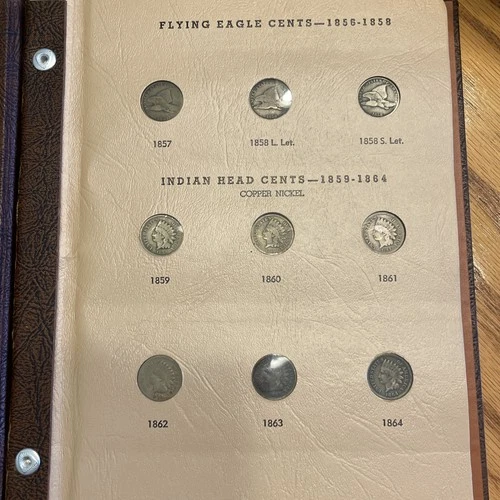 FLYING EAGLE CENTS—1856-1858
1857
1858 L. Let.
1858 S. Let.
INDIAN HEAD CENTS—1859-1864
COPPER NICKEL
1859
1860
1861
1862
1863
1864